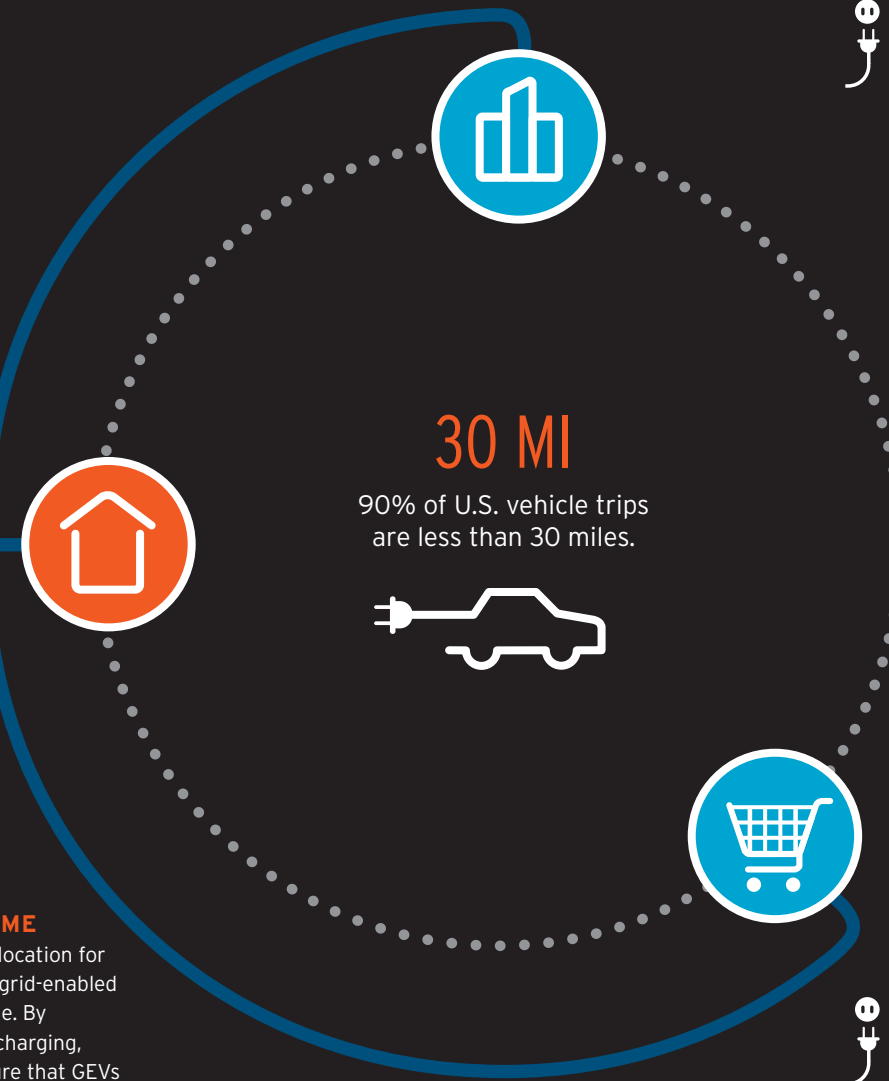 30 MI
90% of U.S. vehicle trips
are less than 30 miles.
ME
location for
grid-enabled
e. By
charging,
ure that GEVs